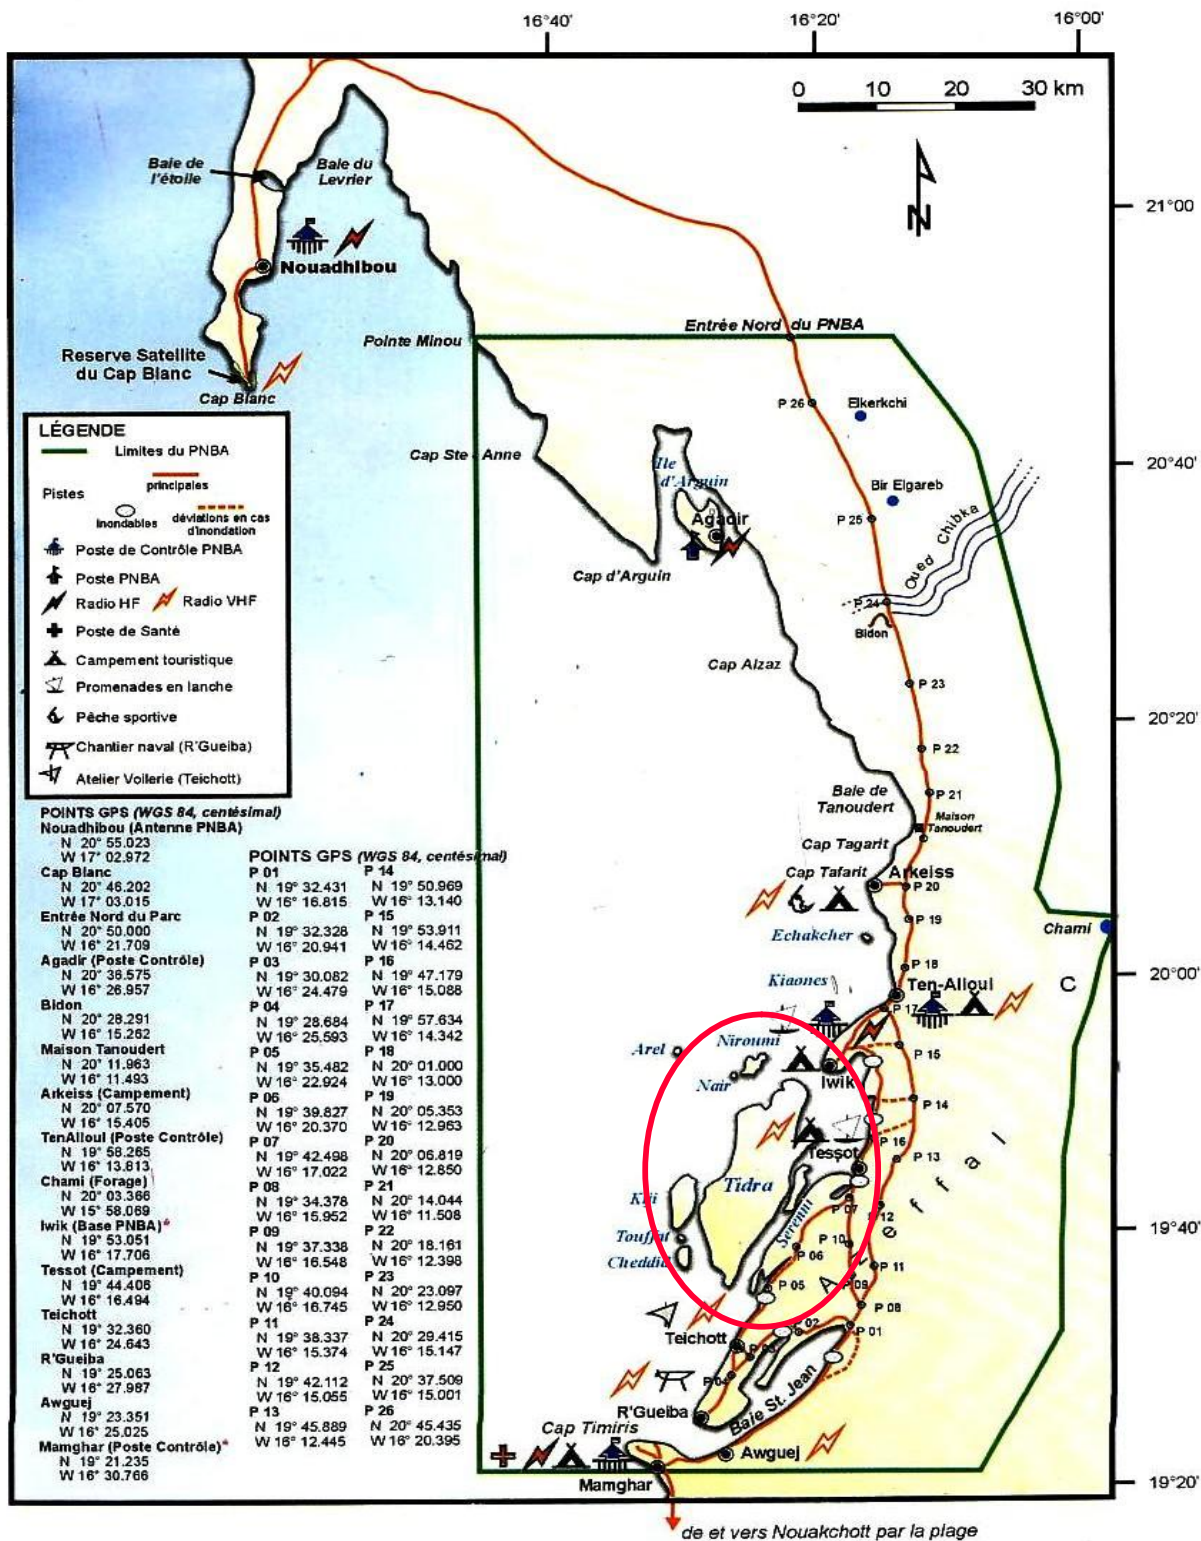 16°40'
16°20'
16°00'
0 10 20 30 km
N
Baie de
l'étoile
Baie du
Levrier
21°00
Nouadhibou
Entrée Nord du PNBA
Pointe Minou
Reserve Satellite
du Cap Blanc
Cap Blanc
P 26
Elkerkchi
LÉGENDE
Limites du PNBA
principales
Pistes
Inondables
déviations en cas
d'inondation
Poste de Contrôle PNBA
Poste PNBA
Radio HF
Radio VHF
Poste de Santé
Campement touristique
Promenades en lanche
Pêche sportive
Chantier naval (R'Gueiba)
Atelier Voilerie (Teichott)
Cap Ste - Anne
20°40'
Ile
d'Arguin
Bir Elgareb
Agadir
P 25
Oued Chibka
Cap d'Arguin
P 24
Bidon
Cap Alzaz
P 23
20°20'
P 22
Baie de
Tanoudert
P 21
Maison
Tanoudert
Cap Tagarit
Cap Tafarit
Arkeiss
P 20
P 19
Echakcher
Chami
P 18
20°00
Kiaones
Ten-Alloul
C
P 17
Arel
Niroumi
P 15
Nair
Iwik
P 14
P 16
Tessot
P 13
Kiji
Tidra
Serenni
P 07
P 12
Touffat
19°40'
Cheddid
P 06
P 10
P 11
P 05
A
P 09
P 08
e f f a l
P 02
P 01
Teichott
P 03
P 04
R'Gueiba
Baie St. Jean
Cap Timiris
Awguej
Mamghar
19°20'
de et vers Nouakchott par la plage
POINTS GPS (WGS 84, centésimal)
Nouadhibou (Antenne PNBA)
N 20° 55.023
W 17° 02.972
Cap Blanc
N 20° 46.202
W 17° 03.015
Entrée Nord du Parc
N 20° 50.000
W 16° 21.709
Agadir (Poste Contrôle)
N 20° 36.575
W 16° 26.957
Bidon
N 20° 28.291
W 16° 15.262
Maison Tanoudert
N 20° 11.963
W 16° 11.493
Arkeiss (Campement)
N 20° 07.570
W 16° 15.405
TenAlloul (Poste Contrôle)
N 19° 58.265
W 16° 13.813
Chami (Forage)
N 20° 03.366
W 15° 58.069
Iwik (Base PNBA)*
N 19° 53.051
W 16° 17.706
Tessot (Campement)
N 19° 44.406
W 16° 16.494
Teichott
N 19° 32.360
W 16° 24.643
R'Gueiba
N 19° 25.063
W 16° 27.987
Awguej
N 19° 23.351
W 16° 25.025
Mamghar (Poste Contrôle)*
N 19° 21.235
W 16° 30.766
POINTS GPS (WGS 84, centésimal)
P 01
N 19° 32.431
W 16° 16.815
P 02
N 19° 32.328
W 16° 20.941
P 03
N 19° 30.082
W 16° 24.479
P 04
N 19° 28.684
W 16° 25.593
P 05
N 19° 35.482
W 16° 22.924
P 06
N 19° 39.827
W 16° 20.370
P 07
N 19° 42.498
W 16° 17.022
P 08
N 19° 34.378
W 16° 15.952
P 09
N 19° 37.338
W 16° 16.548
P 10
N 19° 40.094
W 16° 16.745
P 11
N 19° 38.337
W 16° 15.374
P 12
N 19° 42.112
W 16° 15.055
P 13
N 19° 45.889
W 16° 12.445
P 14
N 19° 50.969
W 16° 13.140
P 15
N 19° 53.911
W 16° 14.462
P 16
N 19° 47.179
W 16° 15.088
P 17
N 19° 57.634
W 16° 14.342
P 18
N 20° 01.000
W 16° 13.000
P 19
N 20° 05.353
W 16° 12.963
P 20
N 20° 06.819
W 16° 12.850
P 21
N 20° 14.044
W 16° 11.508
P 22
N 20° 18.161
W 16° 12.398
P 23
N 20° 23.097
W 16° 12.950
P 24
N 20° 29.415
W 16° 15.147
P 25
N 20° 37.509
W 16° 15.001
P 26
N 20° 45.435
W 16° 20.395